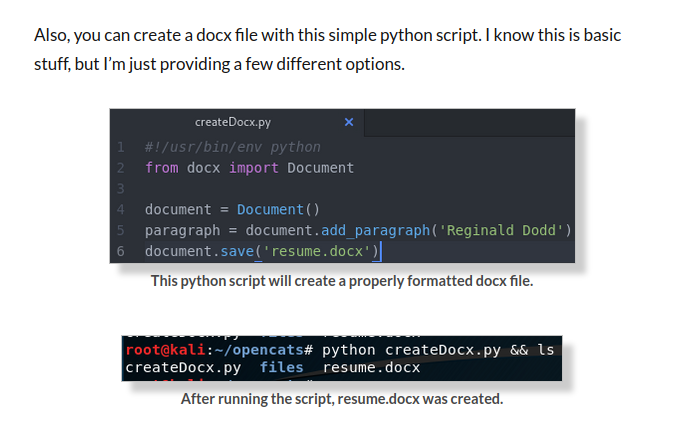 Also, you can create a docx file with this simple python script. I know this is basic
stuff, but I'm just providing a few different options.
createDocx.py ×
1 #!/usr/bin/env python
2 from docx import Document
3
4 document = Document()
5 paragraph = document.add_paragraph('Reginald Dodd')
6 document.save('resume.docx')
This python script will create a properly formatted docx file.
root@kali:~/opencats# python createDocx.py && ls
createDocx.py files resume.docx
After running the script, resume.docx was created.